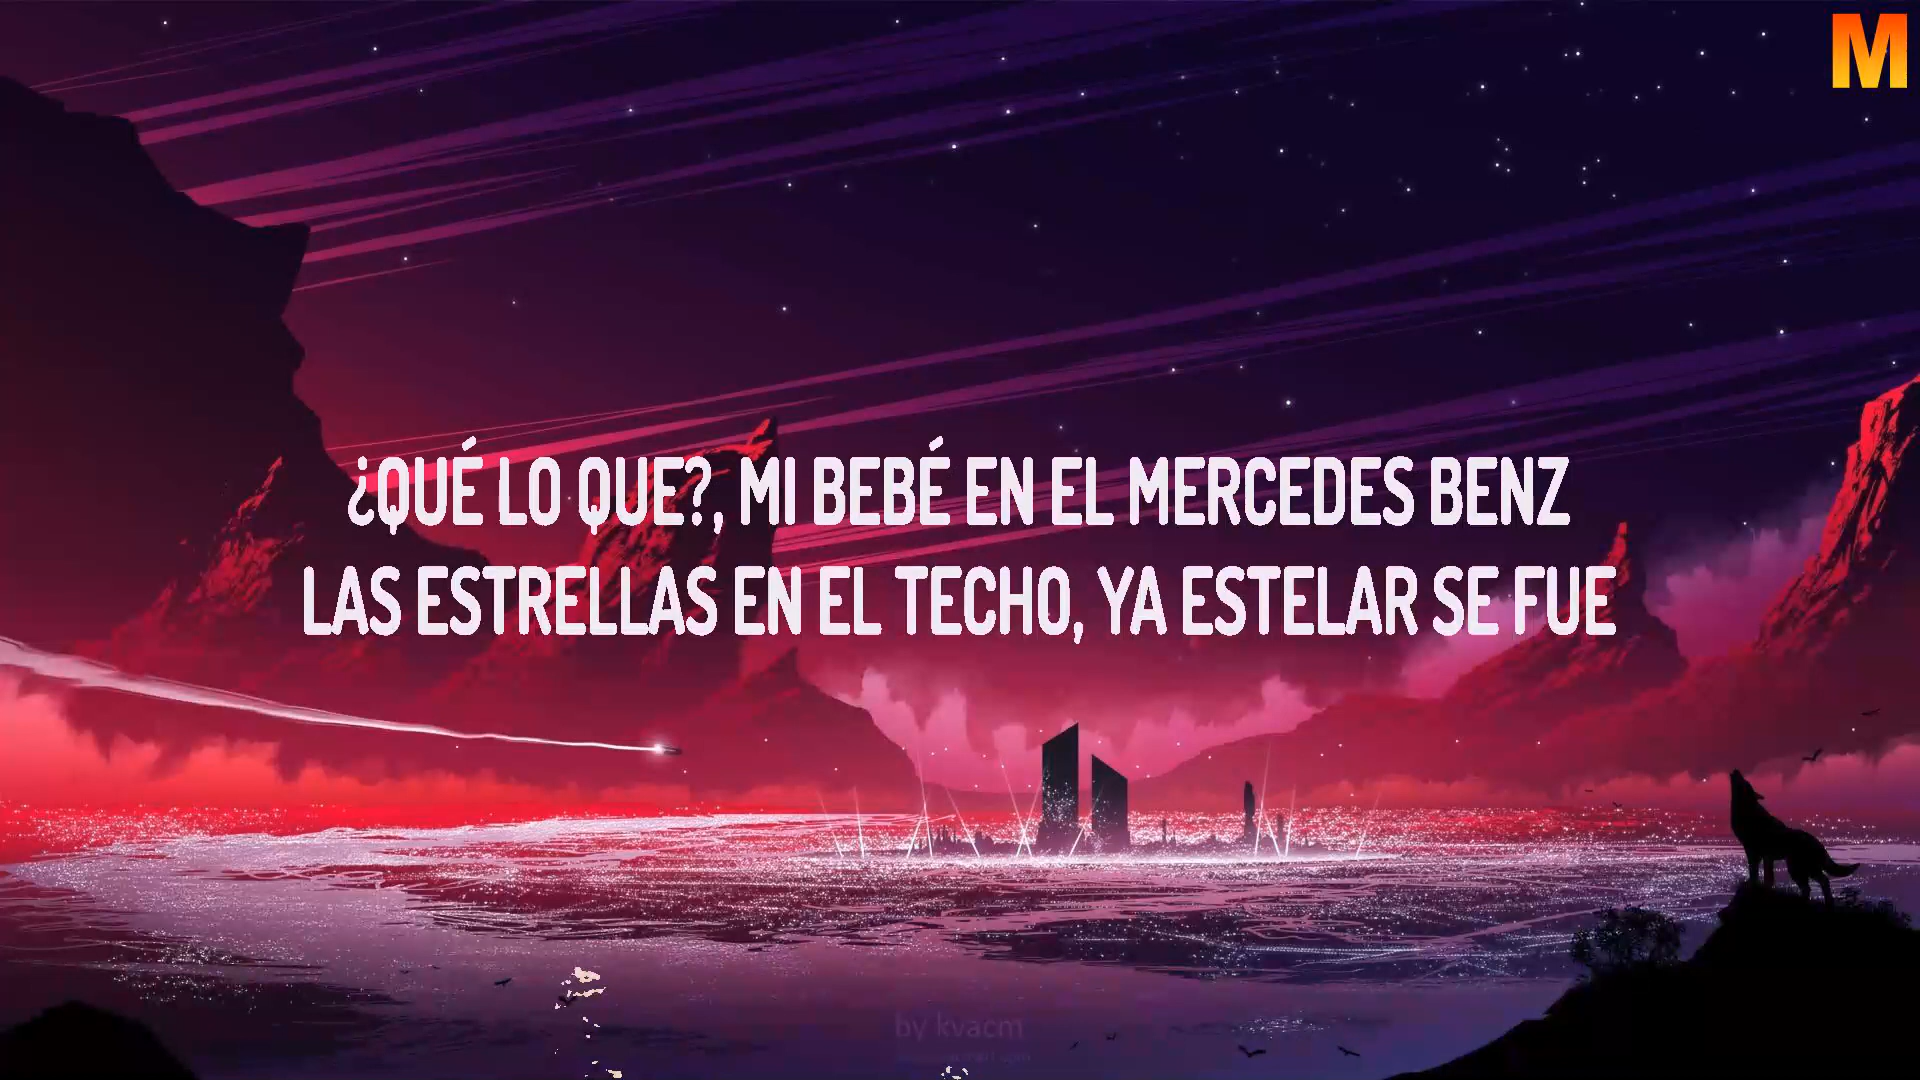 M
¿QUÉ LO QUE?, MI BEBÉ EN EL MERCEDES BENZ
LAS ESTRELLAS EN EL TECHO, YA ESTELAR SE FUE
by kvacm